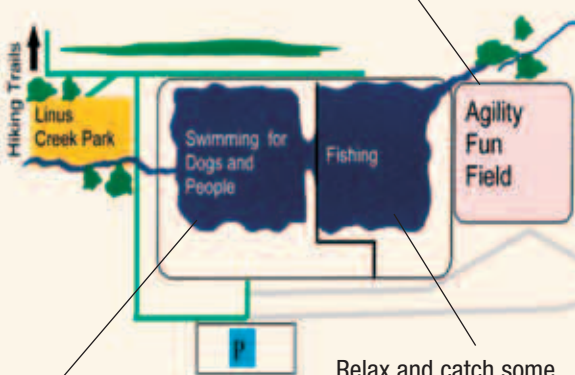 Hiking Trails
Linus
Creek Park
Swimming for
Dogs and
People
Fishing
Agility
Fun
Field
P
Relax and catch some